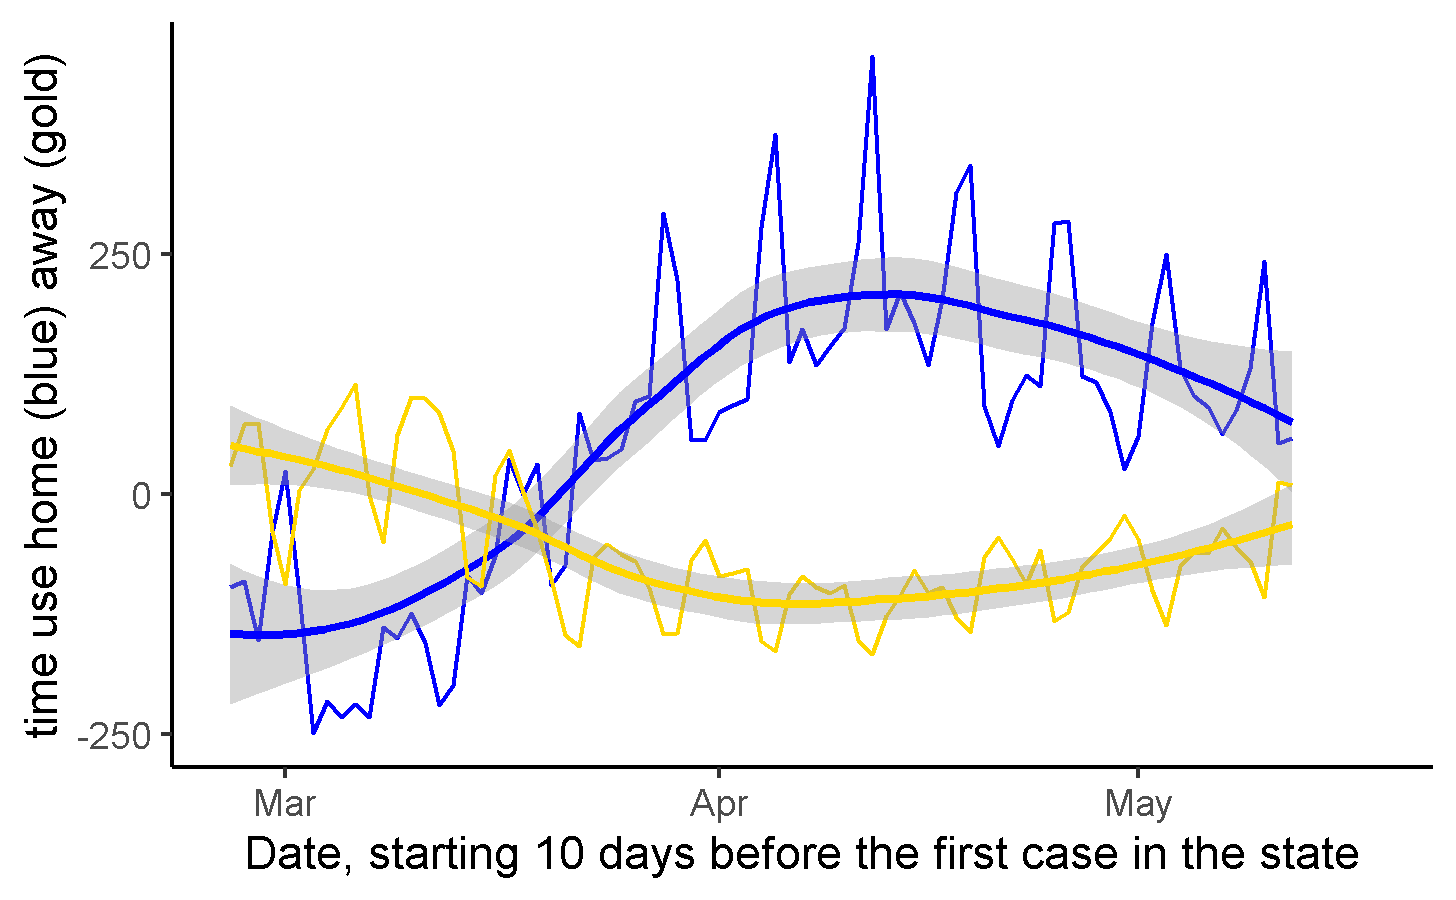 time use home (blue) away (gold)
250
0
-250
Mar
Apr
May
Date, starting 10 days before the first case in the state